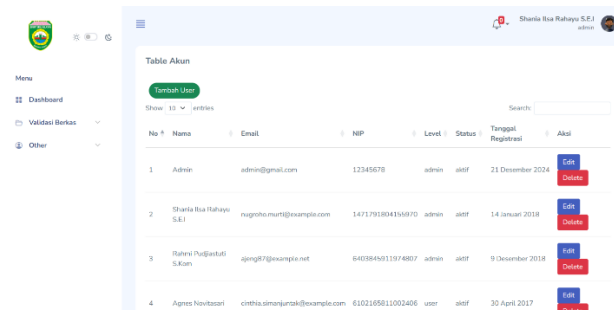 0
Shania Ilsa Rahayu S.E.I
admin
Menu
Dashboard
Validasi Berkas
Other
Table Akun
Tambah User
Show 10 entries
Search:
No Nama Email NIP Level Status Tanggal Registrasi Aksi
1 Admin admin@gmail.com 12345678 admin aktif 21 Desember 2024 Edit
Delete
2 Shania Ilsa Rahayu S.E.I nugroho.murti@example.com 1471791804155970 admin aktif 14 Januari 2018 Edit
Delete
3 Rahmi Pudjiastuti S.Kom ajeng87@example.net 6403845911974807 admin aktif 9 Desember 2018 Edit
Delete
4 Agnes Novitasari cinthia.simanjuntak@example.com 6102165811002406 user aktif 30 April 2017 Edit
Delete